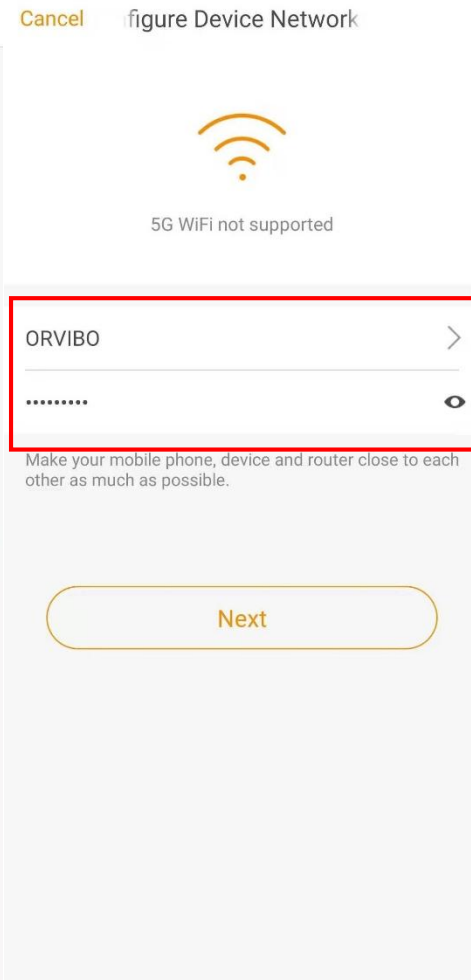 Cancel figure Device Network
5G WiFi not supported
ORVIBO
•••••••••
Make your mobile phone, device and router close to each
other as much as possible.
Next